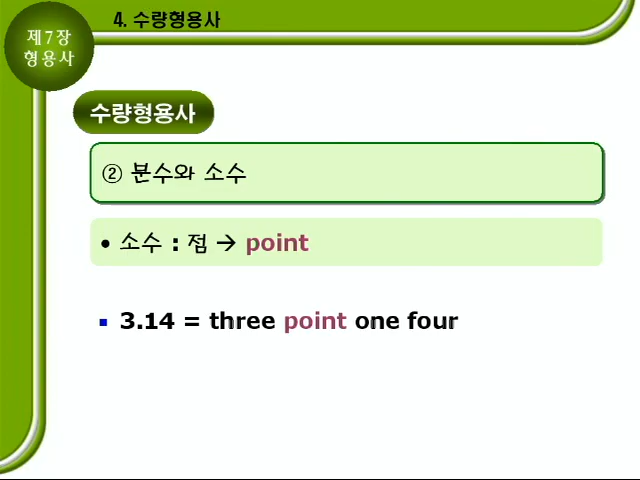 4. 수량형용사
제7장
형용사
수량형용사
② 분수와 소수
• 소수 : 점 → point
▪ 3.14 = three point one four